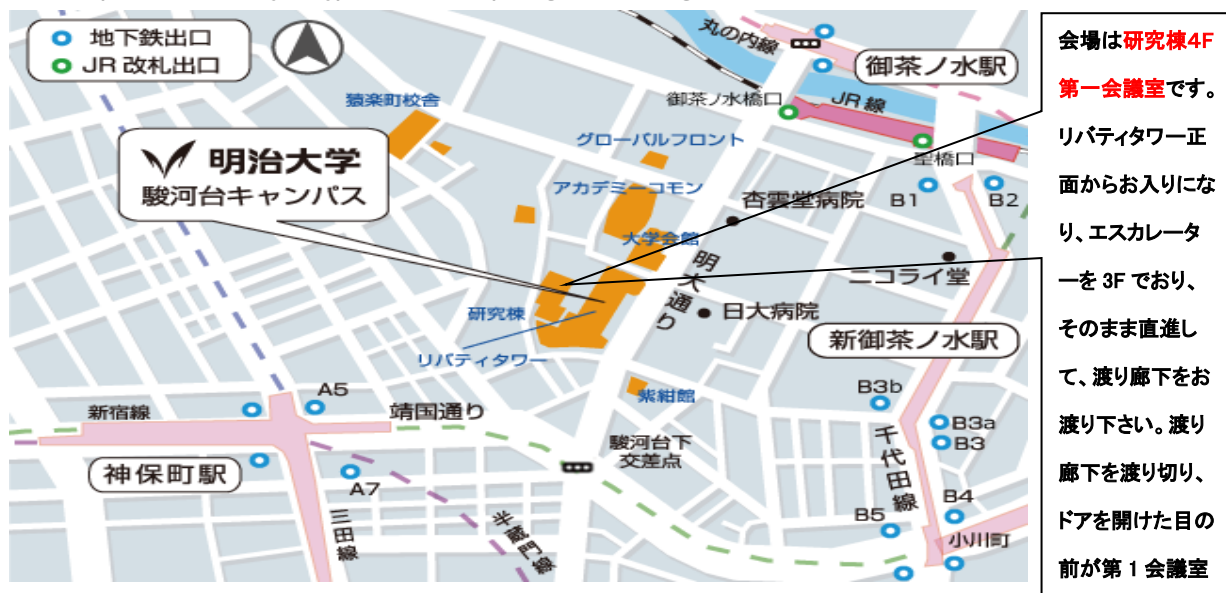 地下鉄出口
JR改札出口
丸の内線
御茶ノ水駅
猿楽町校舎
御茶ノ水橋口
JR線
グローバルフロント
聖橋口
明治大学
駿河台キャンパス
アカデミーコモン
杏雲堂病院
B1
B2
大学会館
明大通り
ニコライ堂
研究棟
日大病院
リバティタワー
新御茶ノ水駅
紫紺館
B3b
A5
新宿線
靖国通り
B3a
B3
駿河台下
交差点
千代田線
神保町駅
A7
B4
B5
三田線
半蔵門線
小川町
会場は研究棟4F
第一会議室です。
リバティタワー正
面からお入りにな
り、エスカレータ
ーを 3F でおり、
そのまま直進し
て、渡り廊下をお
渡り下さい。渡り
廊下を渡り切り、
ドアを開けた目の
前が第 1 会議室